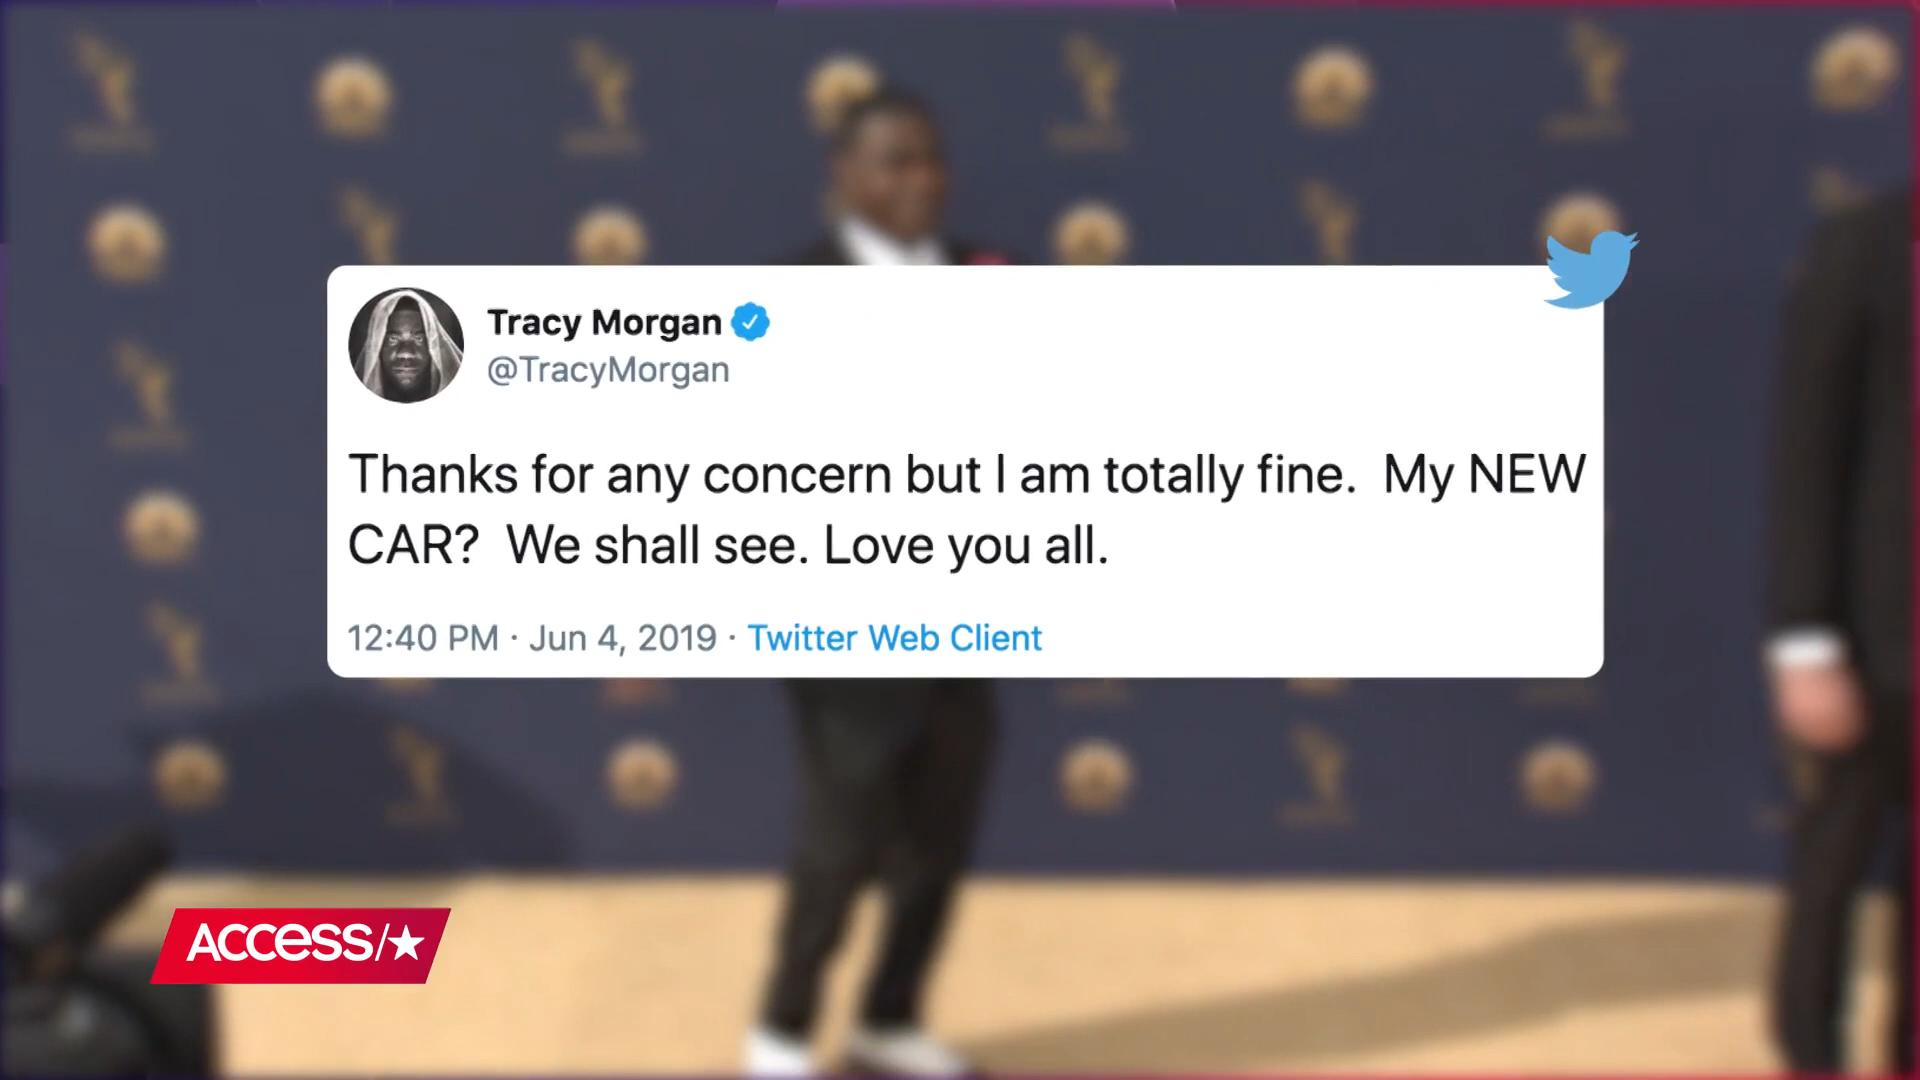 Tracy Morgan
@TracyMorgan
Thanks for any concern but I am totally fine.  My NEW
CAR?  We shall see. Love you all.
12:40 PM · Jun 4, 2019 · Twitter Web Client
ACCESS/